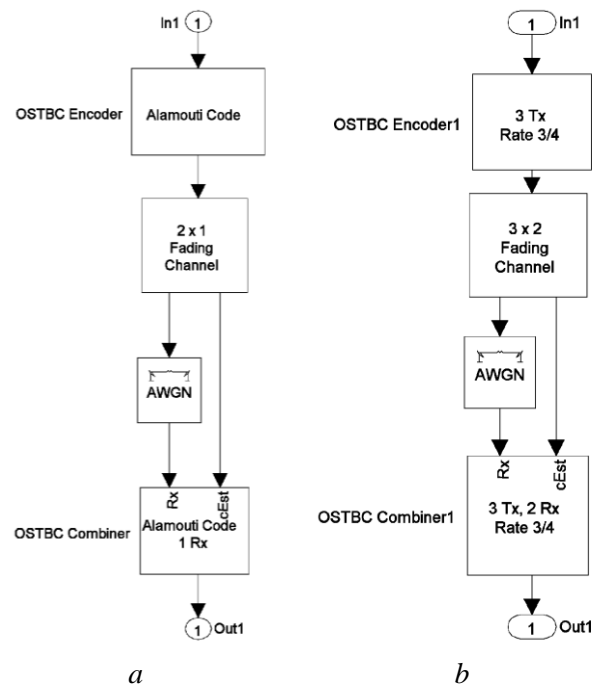 In1
1
OSTBC Encoder
Alamouti Code
2 x 1
Fading
Channel
AWGN
Rx
cEst
OSTBC Combiner
Alamouti Code
1 Rx
1
Out1
a
1
In1
OSTBC Encoder1
3 Tx
Rate 3/4
3 x 2
Fading
Channel
AWGN
Rx
cEst
OSTBC Combiner1
3 Tx, 2 Rx
Rate 3/4
1
Out1
b